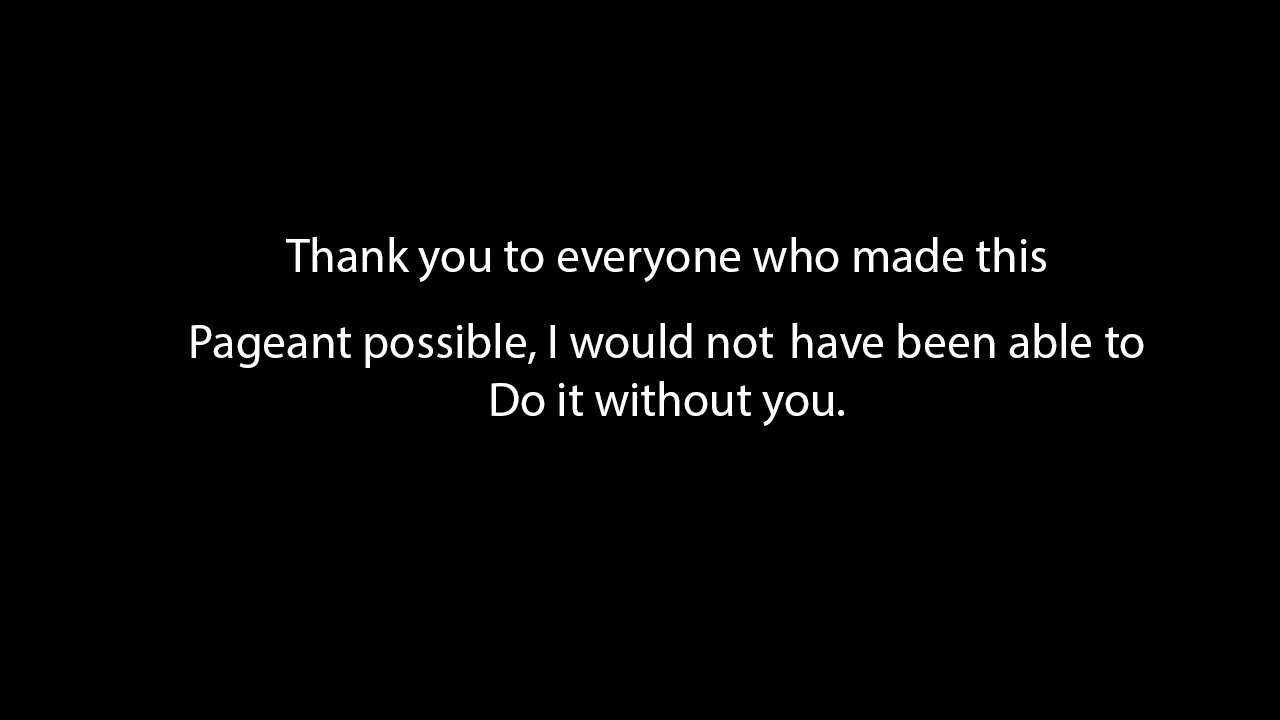 Thank you to everyone who made this
Pageant possible, I would not have been able to
Do it without you.